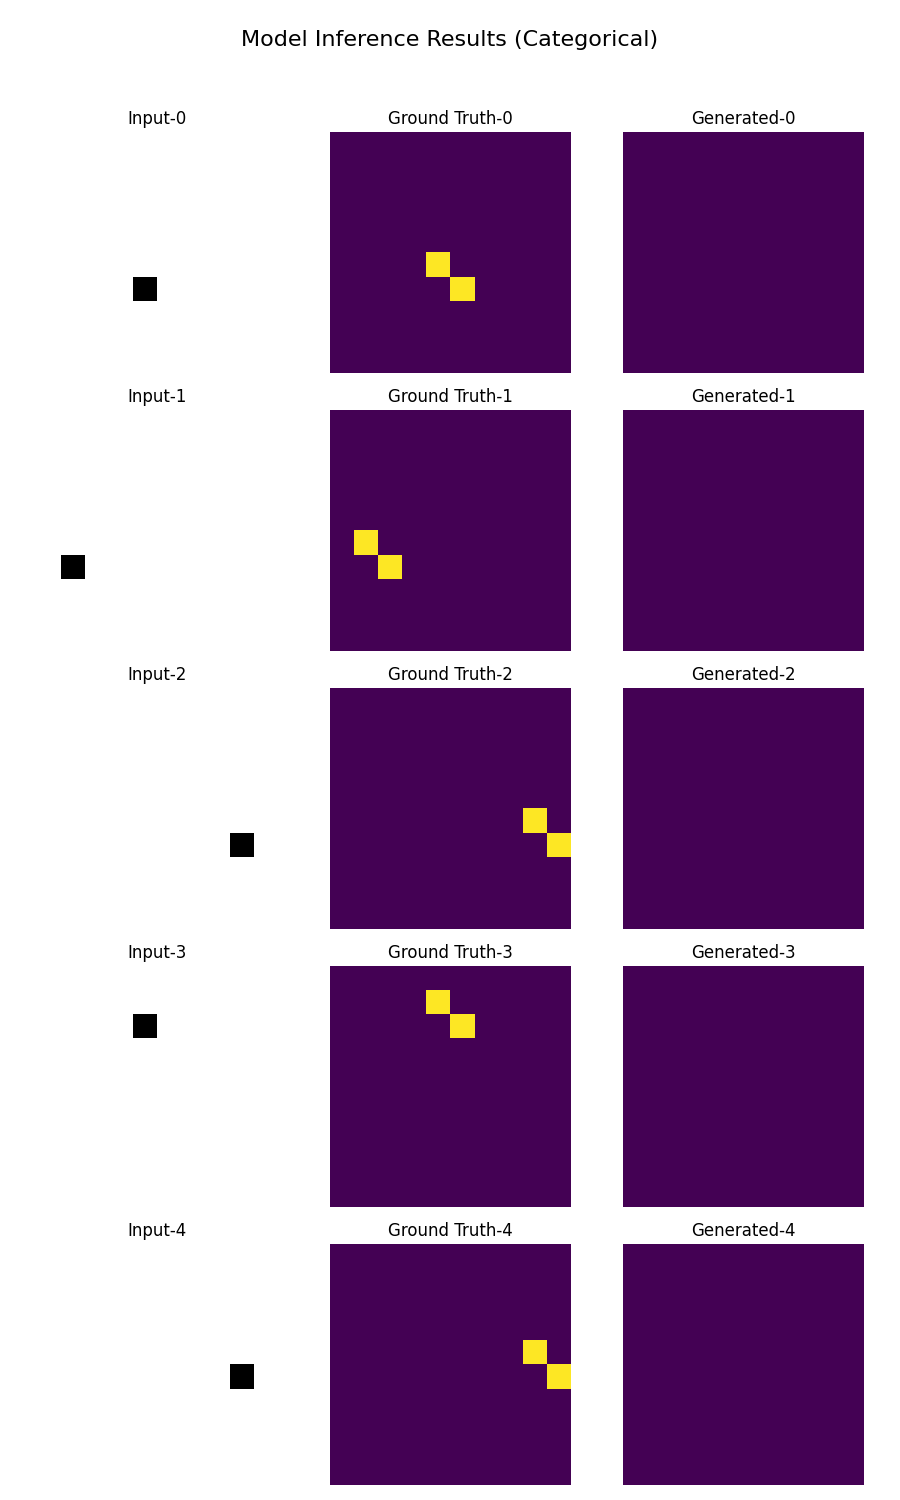 Model Inference Results (Categorical)
Input-0 Ground Truth-0 Generated-0
Input-1 Ground Truth-1 Generated-1
Input-2 Ground Truth-2 Generated-2
Input-3 Ground Truth-3 Generated-3
Input-4 Ground Truth-4 Generated-4